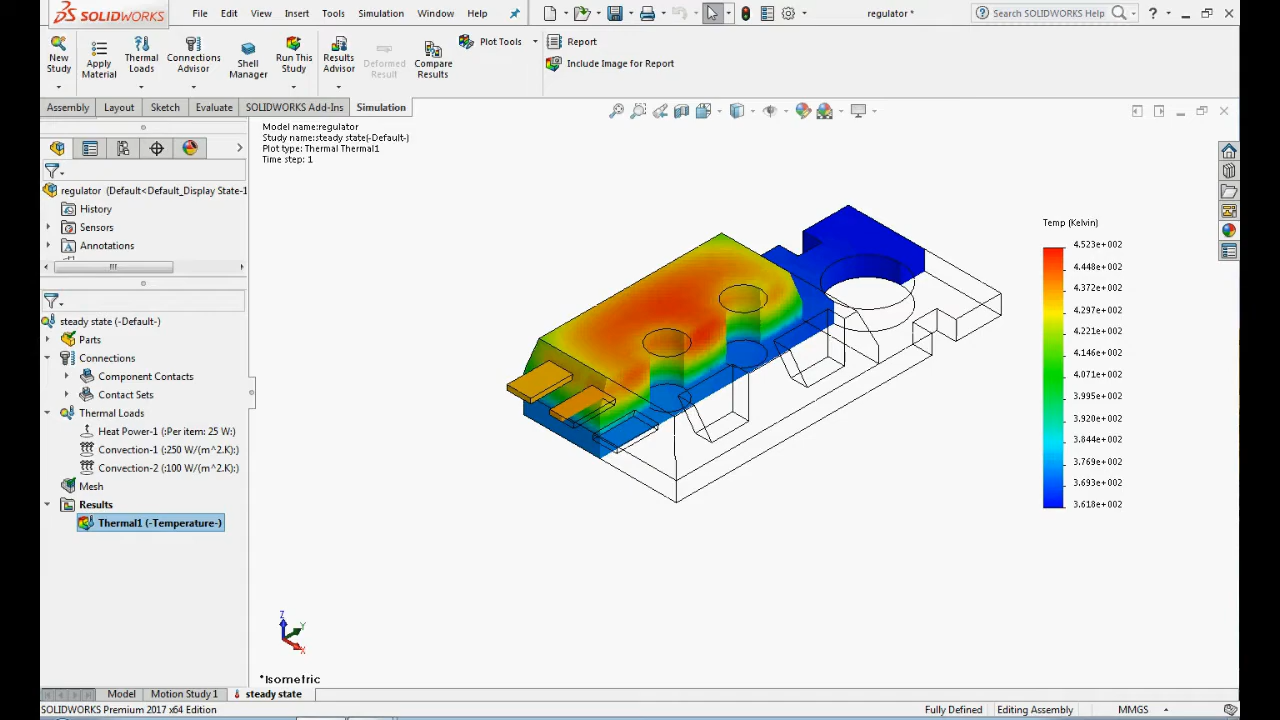 SOLIDWORKS File Edit View Insert Tools Simulation Window Help regulator * Search SOLIDWORKS Help
New Study Apply Material Thermal Loads Connections Advisor Shell Manager Run This Study Results Advisor Deformed Result Compare Results Plot Tools Report
Include Image for Report
Assembly Layout Sketch Evaluate SOLIDWORKS Add-Ins Simulation
Model name:regulator
Study name:steady state(-Default-)
Plot type: Thermal Thermal1
Time step: 1
regulator (Default<Default_Display State-1
History
Sensors
Annotations
steady state (-Default-)
Parts
Connections
Component Contacts
Contact Sets
Thermal Loads
Heat Power-1 (:Per item: 25 W:)
Convection-1 (:250 W/(m^2.K):)
Convection-2 (:100 W/(m^2.K):)
Mesh
Results
Thermal1 (-Temperature-)
Temp (Kelvin)
4.523e+002
4.448e+002
4.372e+002
4.297e+002
4.221e+002
4.146e+002
4.071e+002
3.995e+002
3.920e+002
3.844e+002
3.769e+002
3.693e+002
3.618e+002
Z
Y
X
*Isometric
Model Motion Study 1 steady state
SOLIDWORKS Premium 2017 x64 Edition Fully Defined Editing Assembly MMGS